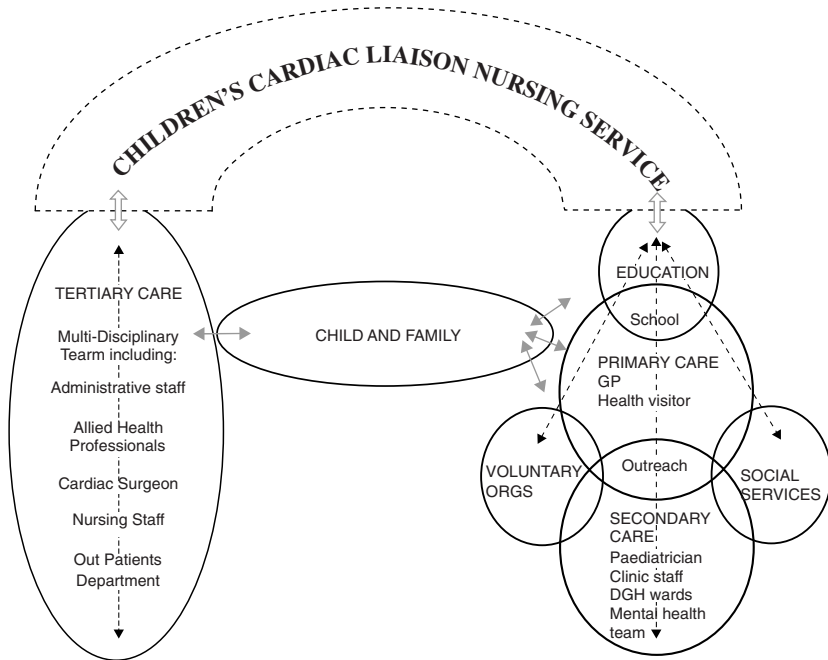 CHILDREN'S CARDIAC LIAISON NURSING SERVICE
TERTIARY CARE
Multi-Disciplinary
Team including:
Administrative staff
Allied Health
Professionals
Cardiac Surgeon
Nursing Staff
Out Patients
Department
CHILD AND FAMILY
EDUCATION
School
PRIMARY CARE
GP
Health visitor
VOLUNTARY
ORGS
Outreach
SOCIAL
SERVICES
SECONDARY
CARE
Paediatrician
Clinic staff
DGH wards
Mental health
team